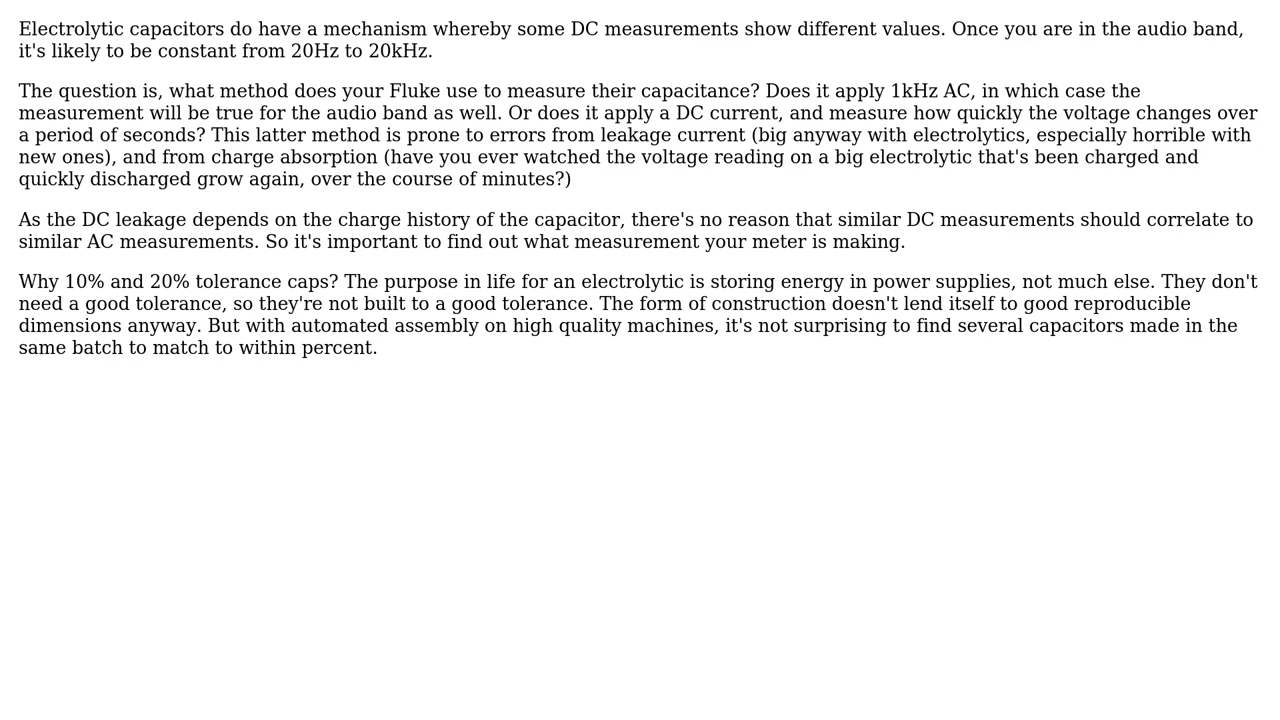 Electrolytic capacitors do have a mechanism whereby some DC measurements show different values. Once you are in the audio band,
it's likely to be constant from 20Hz to 20kHz.
The question is, what method does your Fluke use to measure their capacitance? Does it apply 1kHz AC, in which case the
measurement will be true for the audio band as well. Or does it apply a DC current, and measure how quickly the voltage changes over
a period of seconds? This latter method is prone to errors from leakage current (big anyway with electrolytics, especially horrible with
new ones), and from charge absorption (have you ever watched the voltage reading on a big electrolytic that's been charged and
quickly discharged grow again, over the course of minutes?)
As the DC leakage depends on the charge history of the capacitor, there's no reason that similar DC measurements should correlate to
similar AC measurements. So it's important to find out what measurement your meter is making.
Why 10% and 20% tolerance caps? The purpose in life for an electrolytic is storing energy in power supplies, not much else. They don't
need a good tolerance, so they're not built to a good tolerance. The form of construction doesn't lend itself to good reproducible
dimensions anyway. But with automated assembly on high quality machines, it's not surprising to find several capacitors made in the
same batch to match to within percent.